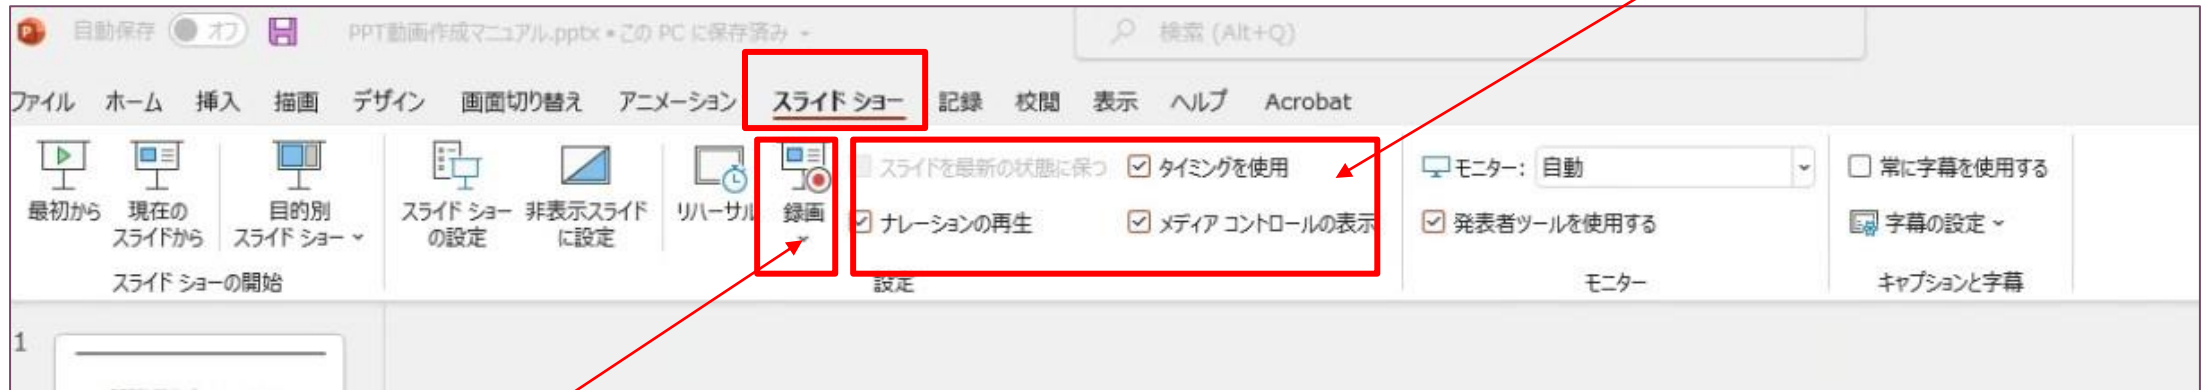 自動保存 オフ PPT動画作成マニュアル.pptx • この PC に保存済み 検索 (Alt+Q)
ファイル ホーム 挿入 描画 デザイン 画面切り替え アニメーション スライド ショー 記録 校閲 表示 ヘルプ Acrobat
最初から
現在の
スライドから
目的別
スライド ショー
スライド ショーの開始
スライド ショー
の設定
非表示スライド
に設定
リハーサル
録画
スライドを最新の状態に保つ
タイミングを使用
ナレーションの再生
メディア コントロールの表示
設定
モニター: 自動
発表者ツールを使用する
モニター
常に字幕を使用する
字幕の設定
キャプションと字幕
1